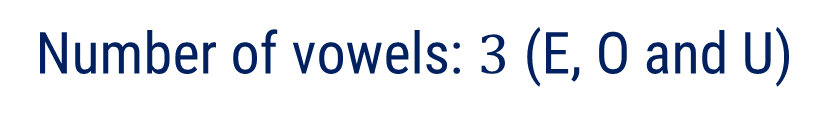 Number of vowels: 3 (E, O and U)